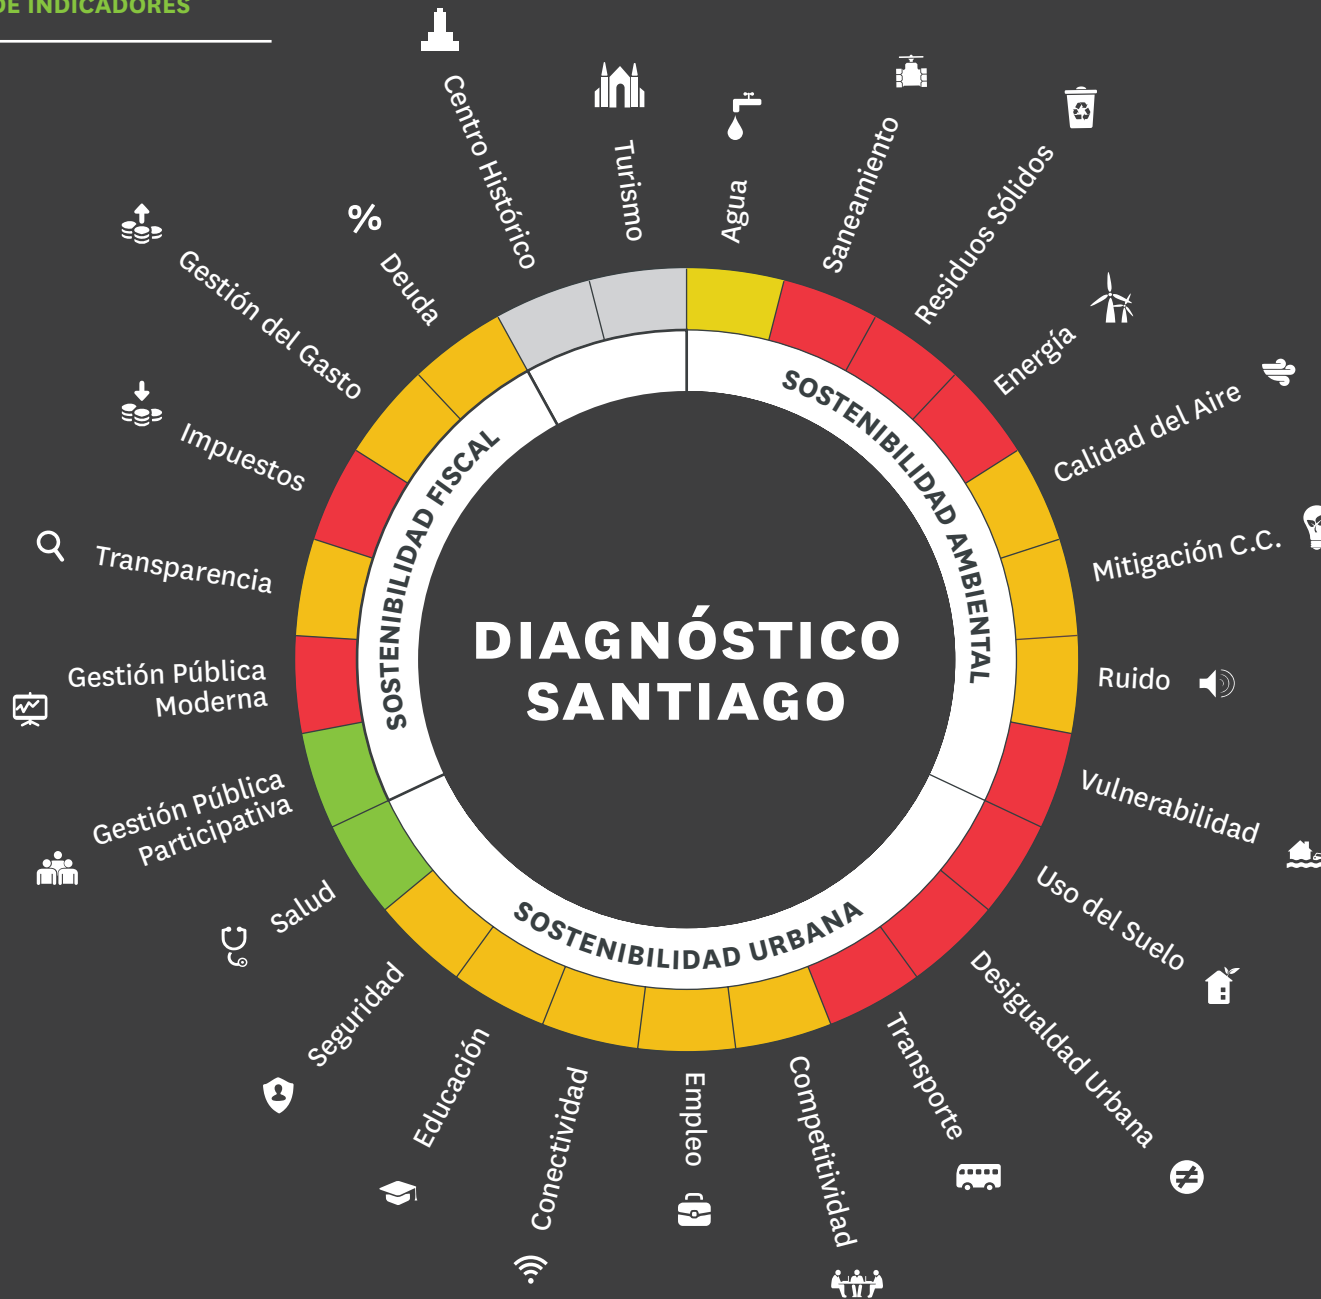 DE INDICADORES
Centro Histórico
Turismo
Agua
Saneamiento
Residuos Sólidos
Energía
Calidad del Aire
Mitigación C.C.
Ruido
Vulnerabilidad
Uso del Suelo
Desigualdad Urbana
Transporte
Competitividad
Empleo
Conectividad
Educación
Seguridad
Salud
Gestión Pública
Participativa
Gestión Pública
Moderna
Transparencia
Impuestos
Gestión del Gasto
Deuda
%
SOSTENIBILIDAD FISCAL
SOSTENIBILIDAD AMBIENTAL
SOSTENIBILIDAD URBANA
DIAGNÓSTICO
SANTIAGO